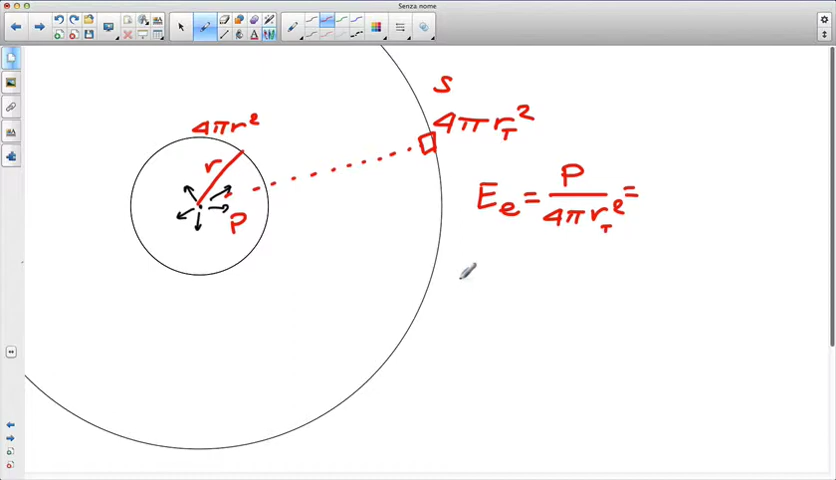 Senza nome
S
4πr²
4πr_T²
r
E_e = P / 4πr_T² =
P